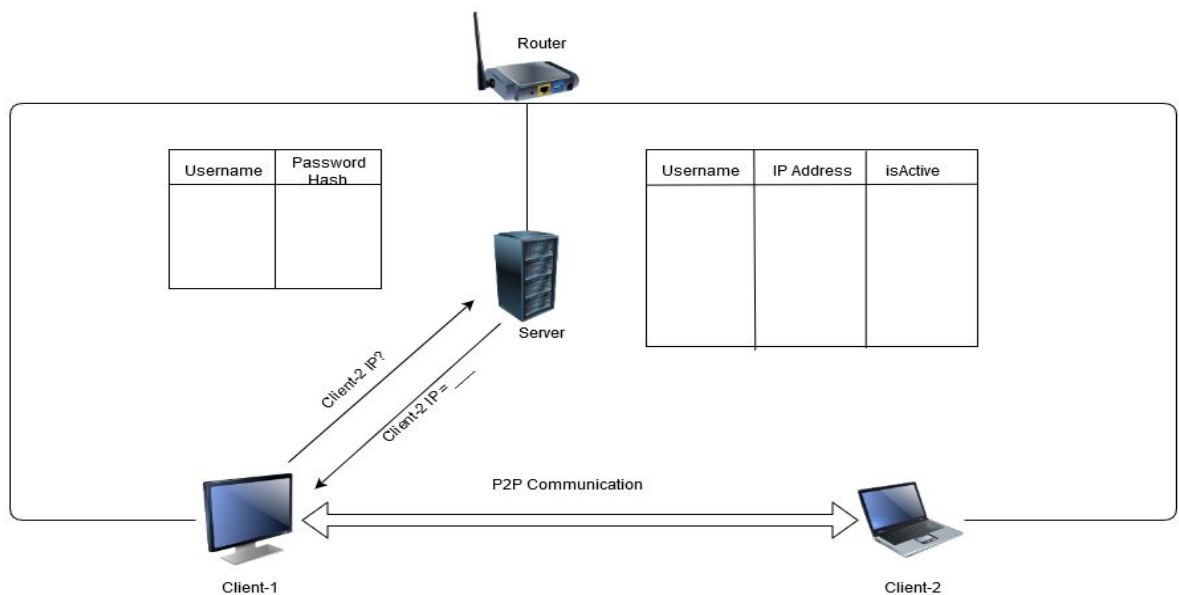 Router
Username
Password
Hash
Username
IP Address
isActive
Server
Client-2 IP?
Client-2 IP = ___
P2P Communication
Client-1
Client-2